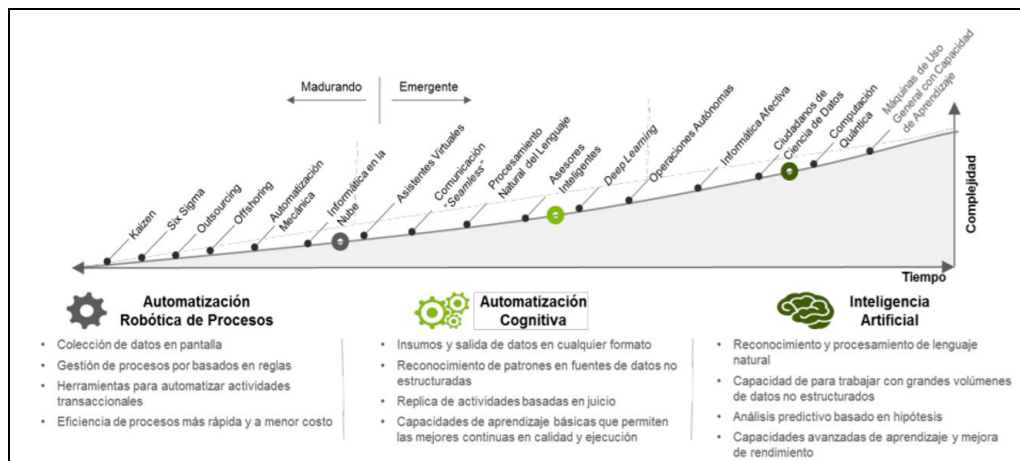 Madurando
Emergente
Kaizen
Six Sigma
Outsourcing
Offshoring
Automatización
Mecánica
Informática en la
Nube
Asistentes Virtuales
Comunicación
"Seamless"
Procesamiento
Natural del Lenguaje
Asesores
Inteligentes
Deep Learning
Operaciones Autónomas
Informática Afectiva
Ciudadanos de
Ciencia de Datos
Computación
Quántica
Máquinas de Uso
General con Capacidad
de Aprendizaje
Complejidad
Tiempo
Automatización
Robótica de Procesos
• Colección de datos en pantalla
• Gestión de procesos por basados en reglas
• Herramientas para automatizar actividades
transaccionales
• Eficiencia de procesos más rápida y a menor costo
Automatización
Cognitiva
• Insumos y salida de datos en cualquier formato
• Reconocimiento de patrones en fuentes de datos no
estructuradas
• Replica de actividades basadas en juicio
• Capacidades de aprendizaje básicas que permiten
las mejores continuas en calidad y ejecución
Inteligencia
Artificial
• Reconocimiento y procesamiento de lenguaje
natural
• Capacidad de para trabajar con grandes volúmenes
de datos no estructurados
• Análisis predictivo basado en hipótesis
• Capacidades avanzadas de aprendizaje y mejora
de rendimiento